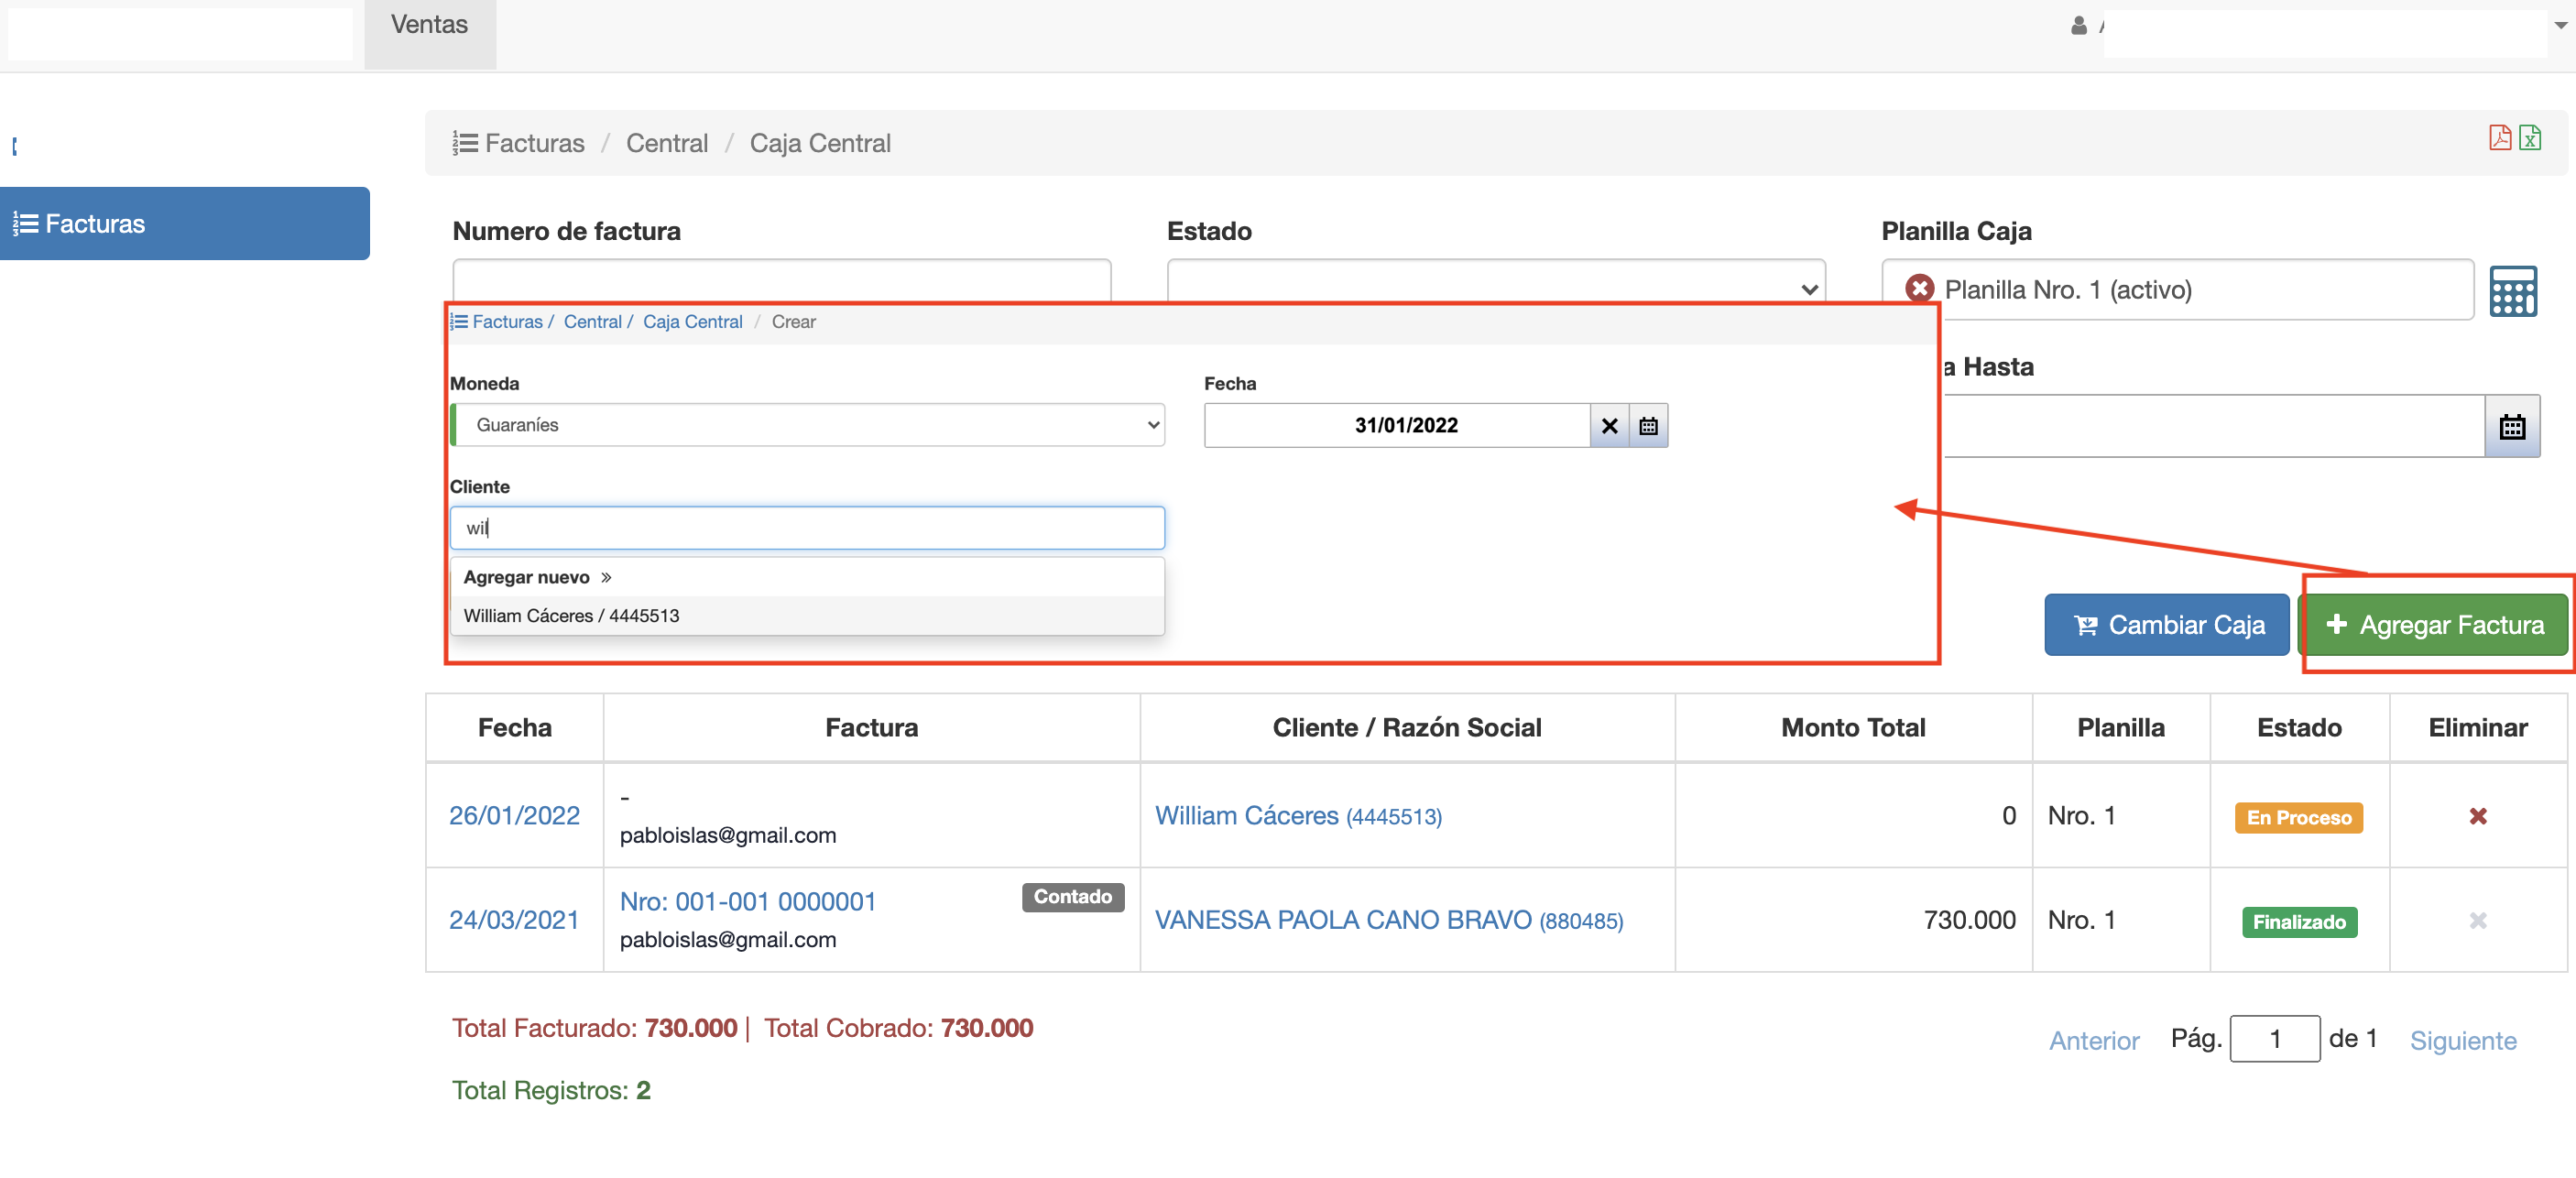 Ventas
Facturas / Central / Caja Central
Facturas
Numero de factura
Estado
Planilla Caja
Planilla Nro. 1 (activo)
Facturas / Central / Caja Central / Crear
a Hasta
Moneda
Fecha
Guaraníes
31/01/2022
Cliente
wil
Agregar nuevo »
William Cáceres / 4445513
Cambiar Caja
Agregar Factura
Fecha Factura Cliente / Razón Social Monto Total Planilla Estado Eliminar
-
26/01/2022 William Cáceres (4445513) 0 Nro. 1 En Proceso
pabloislas@gmail.com
Nro: 001-001 0000001 Contado
24/03/2021 VANESSA PAOLA CANO BRAVO (880485) 730.000 Nro. 1 Finalizado
pabloislas@gmail.com
Total Facturado: 730.000 | Total Cobrado: 730.000
Anterior Pág. 1 de 1 Siguiente
Total Registros: 2